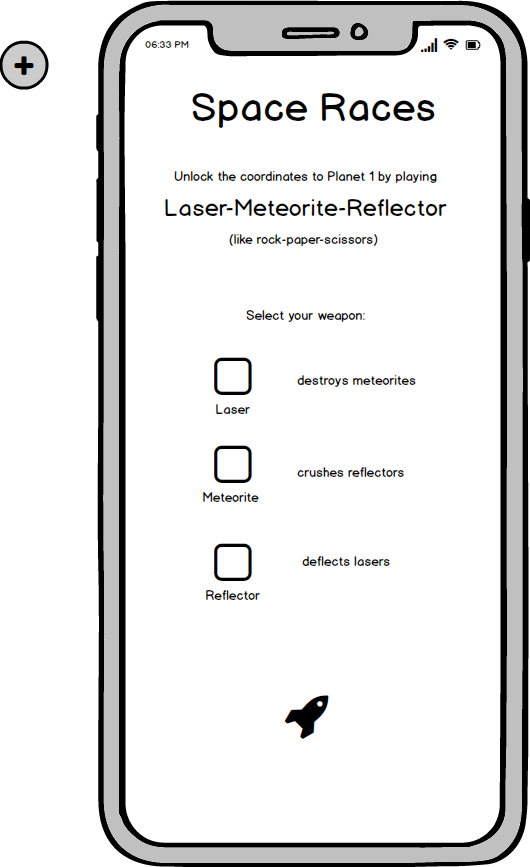 06:33 PM
Space Races
Unlock the coordinates to Planet 1 by playing
Laser-Meteorite-Reflector
(like rock-paper-scissors)
Select your weapon:
destroys meteorites
Laser
crushes reflectors
Meteorite
deflects lasers
Reflector